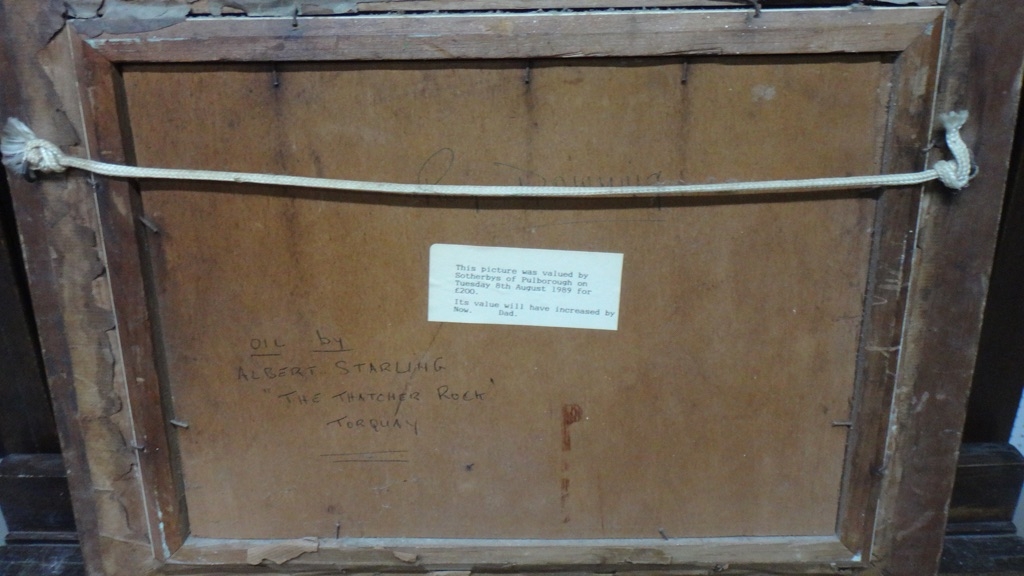 This picture was valued by
Sotherbys of Pulborough on
Tuesday 8th August 1989 for
£200.
Its value will have increased by
Now. Dad.
OIL by
ALBERT STARLING
"THE THATCHER ROCK"
TORQUAY